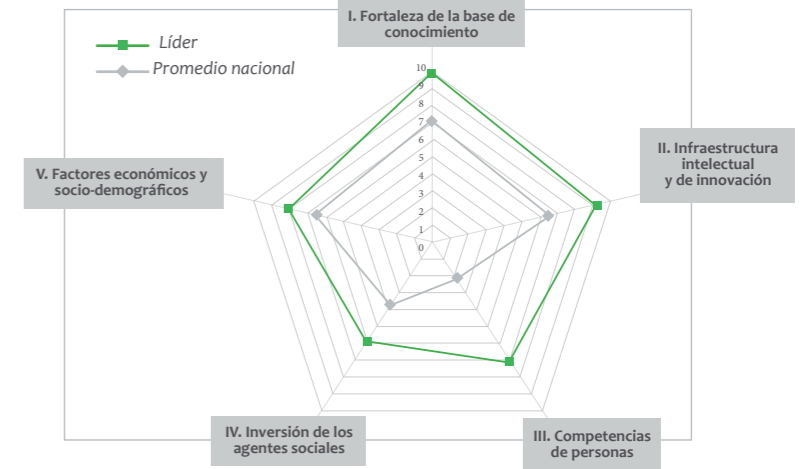 I. Fortaleza de la base de
conocimiento
Líder
Promedio nacional
10
9
8
7
6
5
4
3
2
1
0
II. Infraestructura
intelectual
y de innovación
V. Factores económicos y
socio-demográficos
IV. Inversión de los
agentes sociales
III. Competencias
de personas